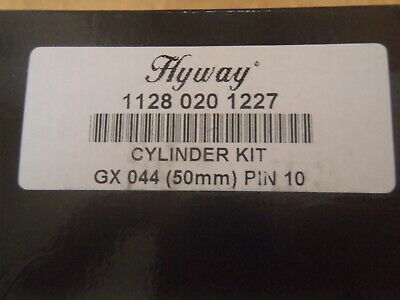 Hyway®
1128 020 1227
CYLINDER KIT
GX 044 (50mm) PIN 10